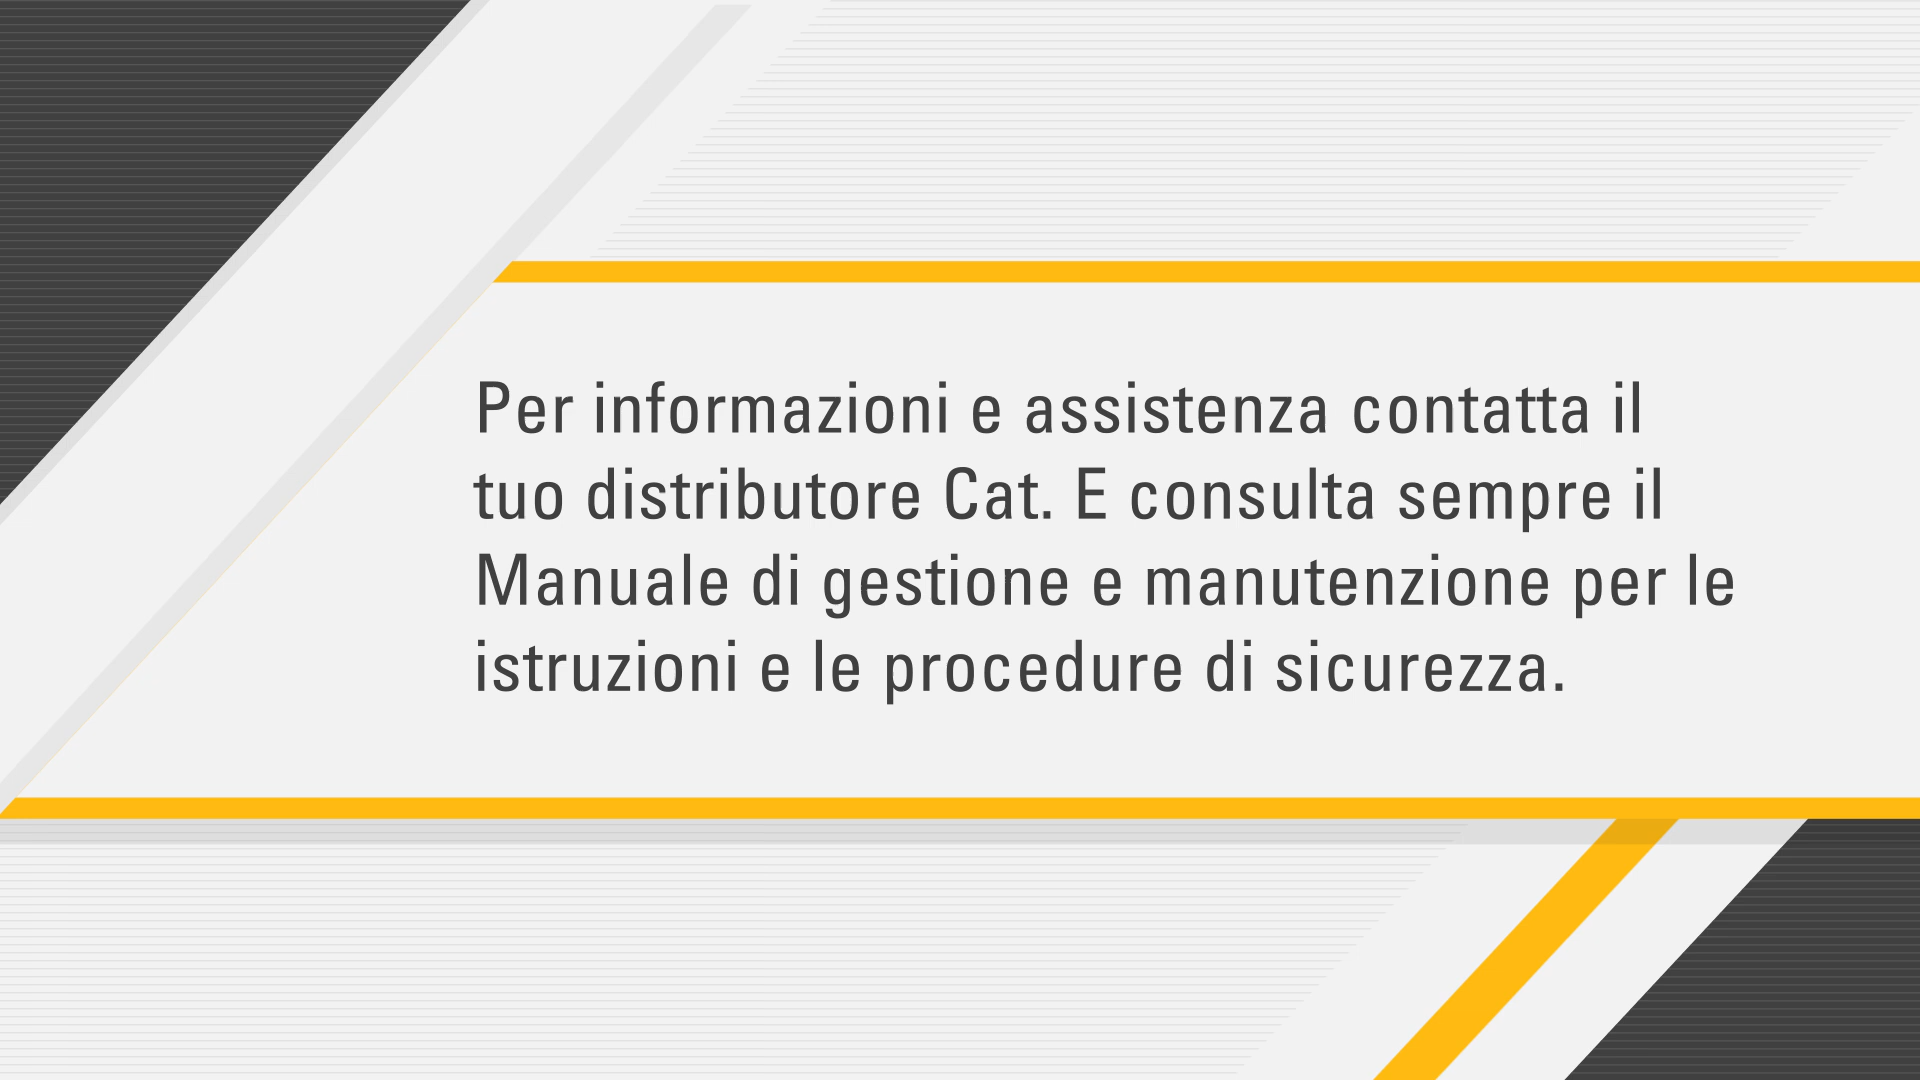 Per informazioni e assistenza contatta il
tuo distributore Cat. E consulta sempre il
Manuale di gestione e manutenzione per le
istruzioni e le procedure di sicurezza.